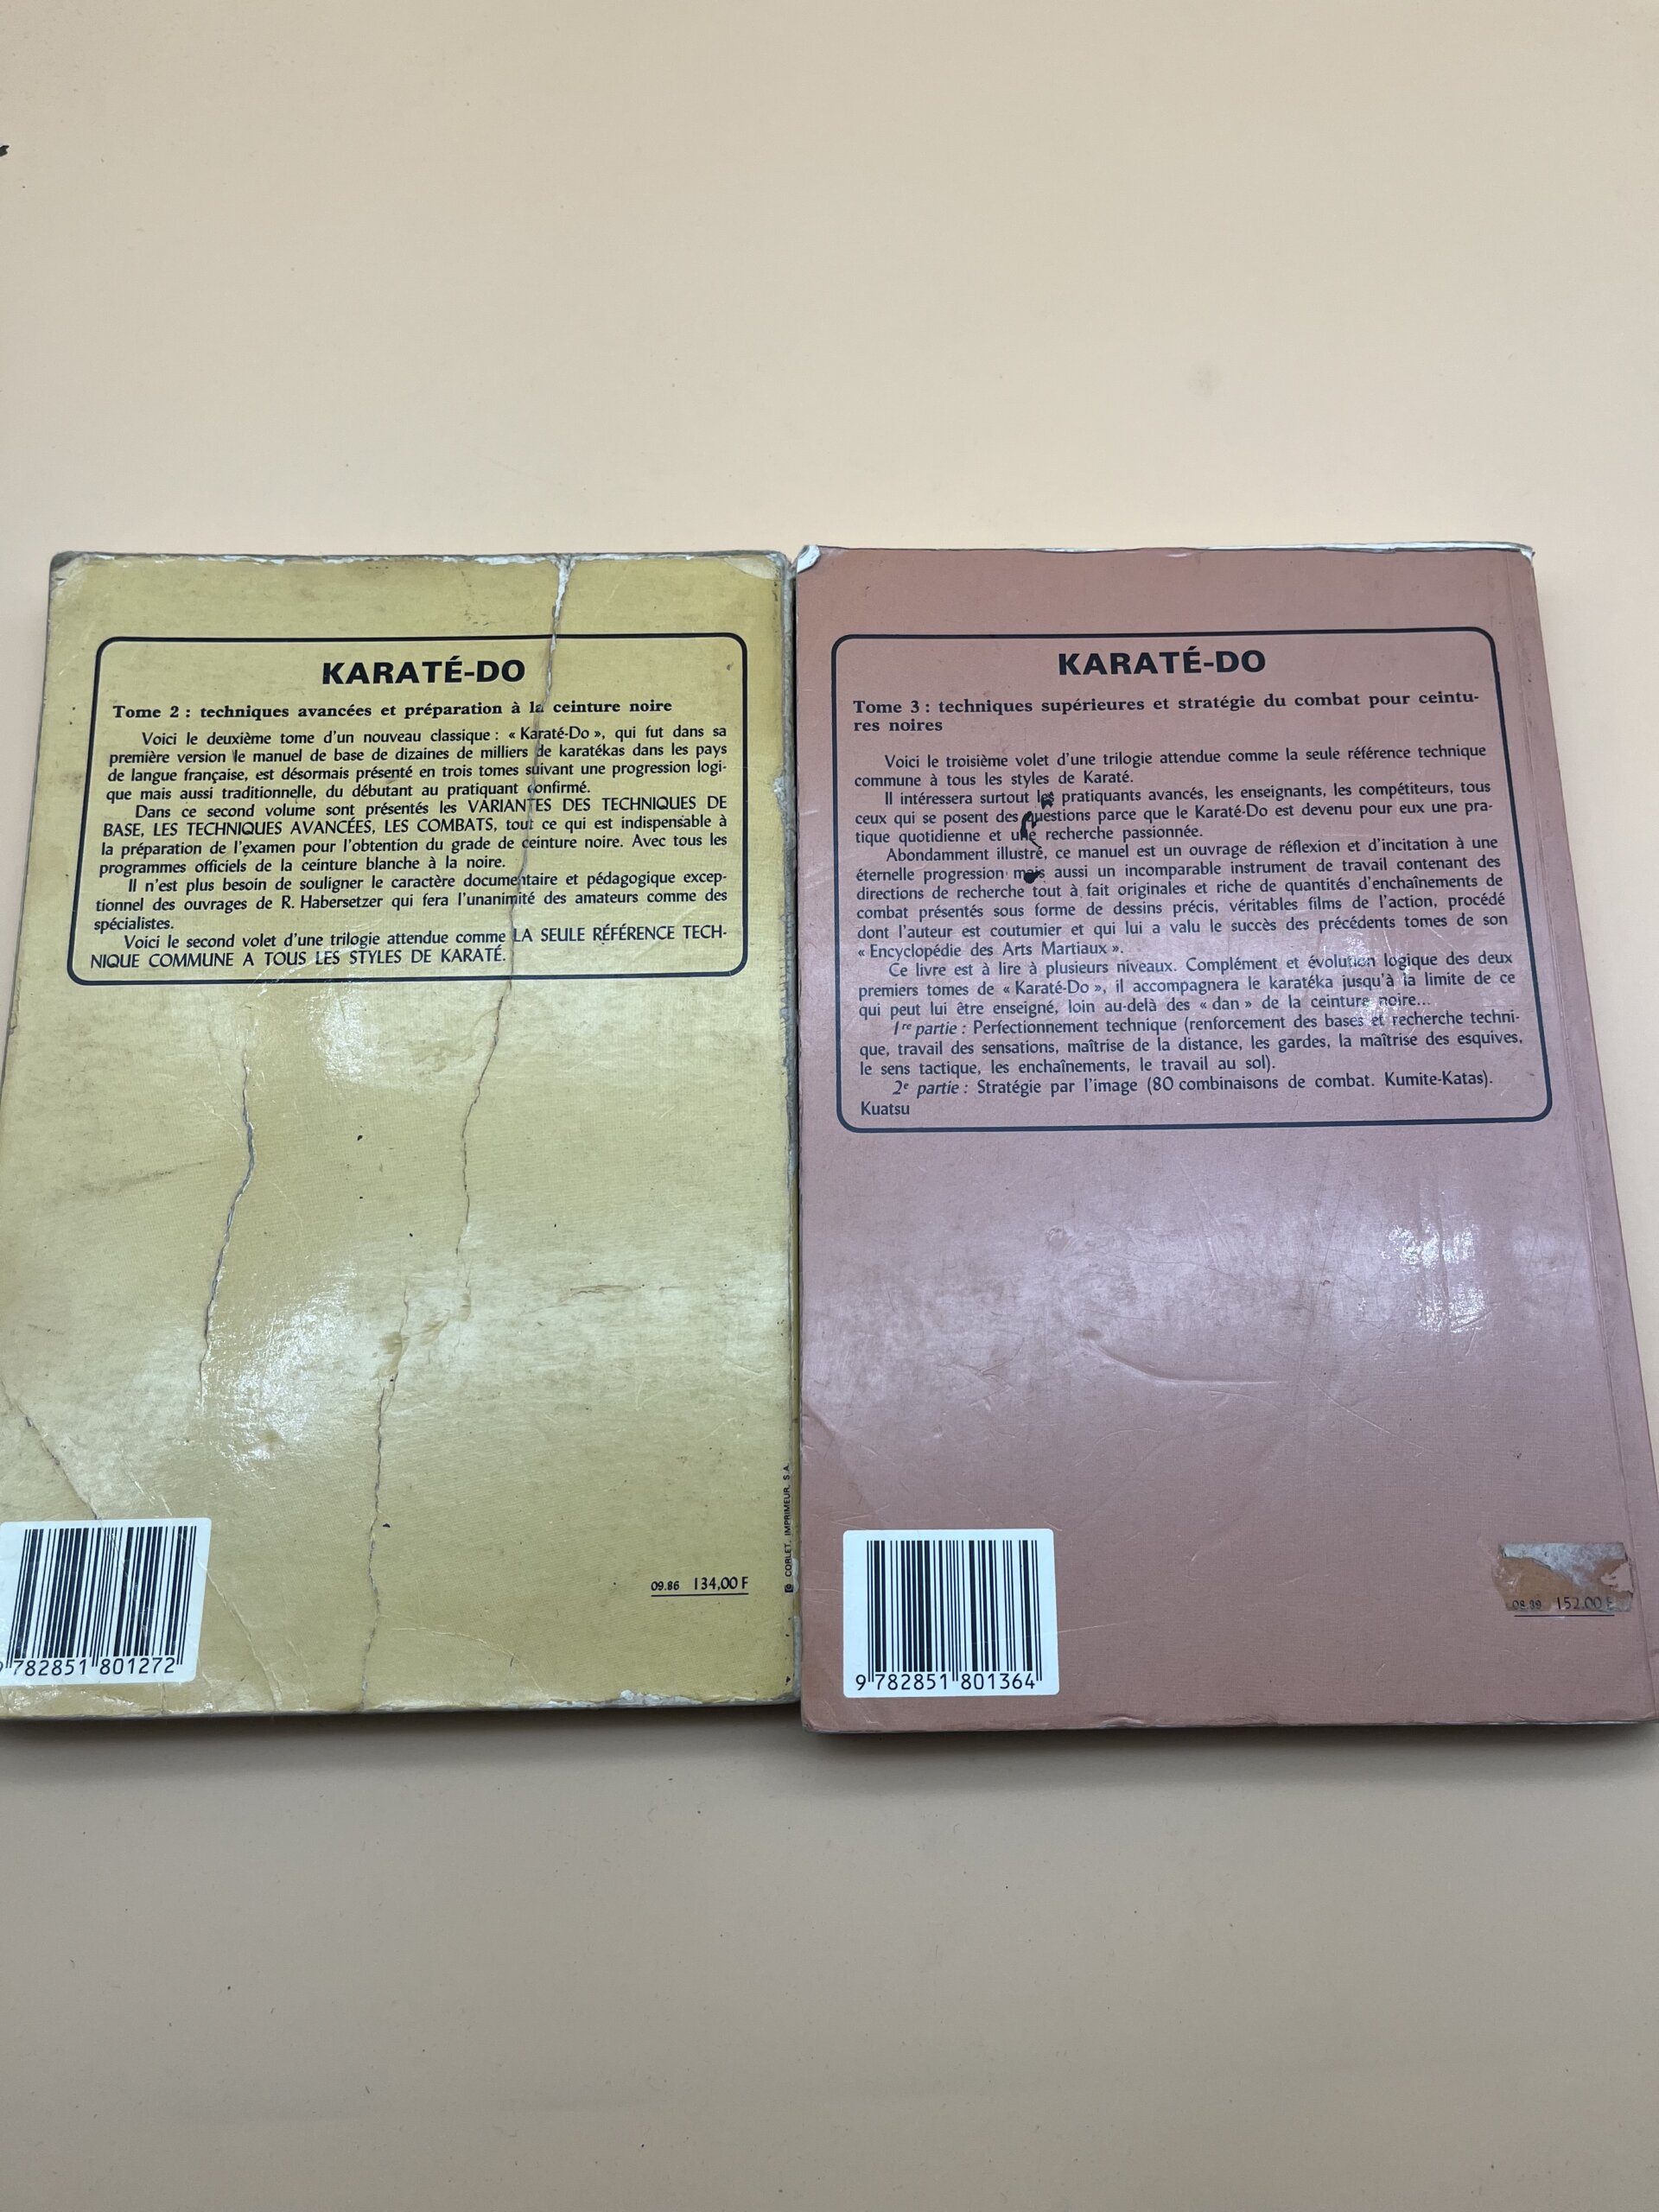 KARATÉ-DO
Tome 2 : techniques avancées et préparation à la ceinture noire
Voici le deuxième tome d'un nouveau classique : « Karaté-Do », qui fut dans sa
première version le manuel de base de dizaines de milliers de karatékas dans les pays
de langue française, est désormais présenté en trois tomes suivant une progression logi-
que mais aussi traditionnelle, du débutant au pratiquant confirmé.
Dans ce second volume sont présentés les VARIANTES DES TECHNIQUES DE
BASE, LES TECHNIQUES AVANCÉES, LES COMBATS, tout ce qui est indispensable à
la préparation de l'examen pour l'obtention du grade de ceinture noire. Avec tous les
programmes officiels de la ceinture blanche à la noire.
Il n'est plus besoin de souligner le caractère documentaire et pédagogique excep-
tionnel des ouvrages de R. Habersetzer qui fera l'unanimité des amateurs comme des
spécialistes.
Voici le second volet d'une trilogie attendue comme LA SEULE RÉFÉRENCE TECH-
NIQUE COMMUNE A TOUS LES STYLES DE KARATÉ.
CORLET, IMPRIMEUR, S.A.
09.86 134,00 F
9 782851 801272
KARATÉ-DO
Tome 3 : techniques supérieures et stratégie du combat pour ceintu-
res noires
Voici le troisième volet d'une trilogie attendue comme la seule référence technique
commune à tous les styles de Karaté.
Il intéressera surtout les pratiquants avancés, les enseignants, les compétiteurs, tous
ceux qui se posent des questions parce que le Karaté-Do est devenu pour eux une pra-
tique quotidienne et une recherche passionnée.
Abondamment illustré, ce manuel est un ouvrage de réflexion et d'incitation à une
éternelle progression mais aussi un incomparable instrument de travail contenant des
directions de recherche tout à fait originales et riche de quantités d'enchaînements de
combat présentés sous forme de dessins précis, véritables films de l'action, procédé
dont l'auteur est coutumier et qui lui a valu le succès des précédents tomes de son
« Encyclopédie des Arts Martiaux ».
Ce livre est à lire à plusieurs niveaux. Complément et évolution logique des deux
premiers tomes de « Karaté-Do », il accompagnera le karatéka jusqu'à la limite de ce
qui peut lui être enseigné, loin au-delà des « dan » de la ceinture noire...
1re partie : Perfectionnement technique (renforcement des bases et recherche techni-
que, travail des sensations, maîtrise de la distance, les gardes, la maîtrise des esquives,
le sens tactique, les enchaînements, le travail au sol).
2e partie : Stratégie par l'image (80 combinaisons de combat. Kumite-Katas).
Kuatsu
152,00 F
9 782851 801364